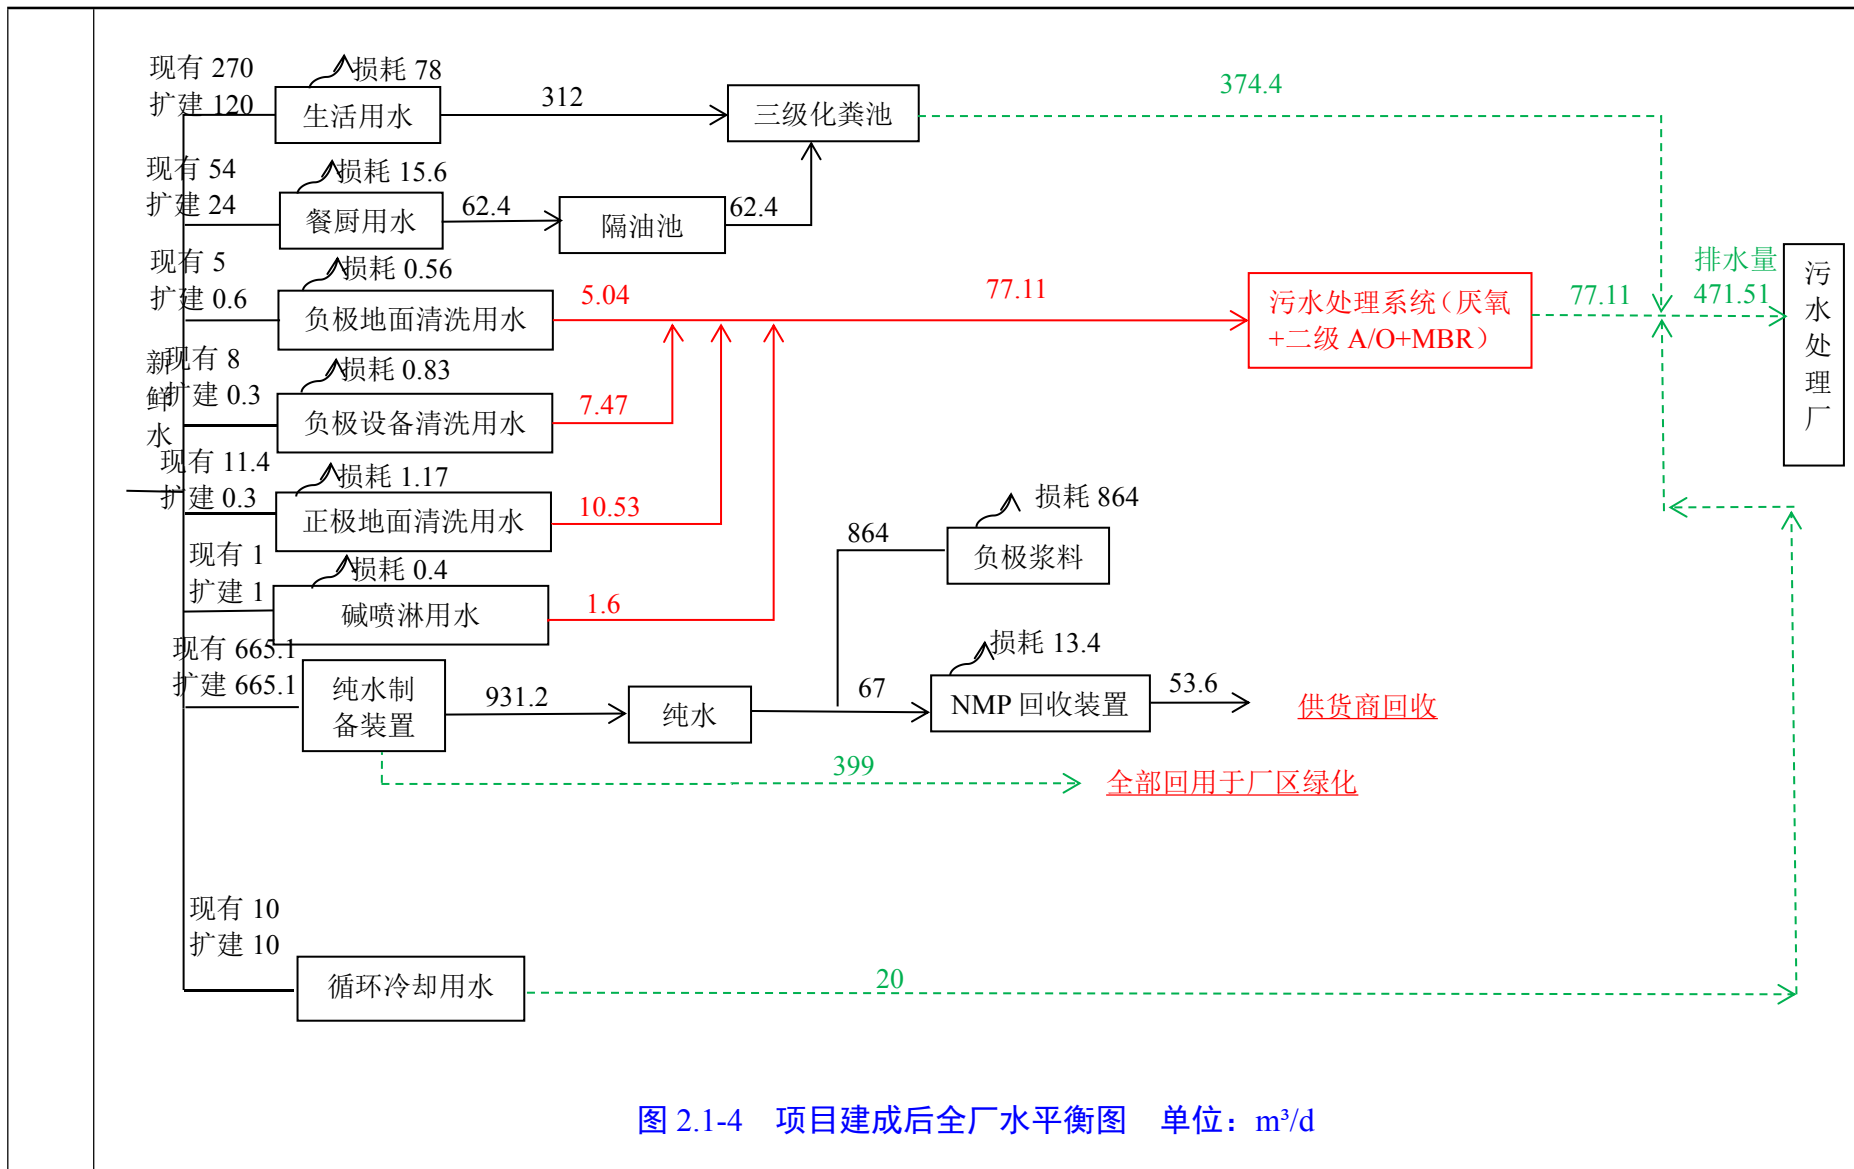 现有 270
扩建 120
损耗 78
生活用水
312
三级化粪池
374.4
现有 54
扩建 24
损耗 15.6
餐厨用水
62.4
隔油池
62.4
现有 5
扩建 0.6
损耗 0.56
负极地面清洗用水
5.04
77.11
污水处理系统（厌氧
+二级 A/O+MBR）
77.11
排水量
471.51
污水处理厂
新鲜水
现有 8
扩建 0.3
损耗 0.83
负极设备清洗用水
7.47
现有 11.4
扩建 0.3
损耗 1.17
正极地面清洗用水
10.53
现有 1
扩建 1
损耗 0.4
碱喷淋用水
1.6
864
损耗 864
负极浆料
现有 665.1
扩建 665.1
纯水制
备装置
931.2
纯水
67
损耗 13.4
NMP 回收装置
53.6
供货商回收
399
全部回用于厂区绿化
现有 10
扩建 10
循环冷却用水
20
图 2.1-4 项目建成后全厂水平衡图 单位：m³/d